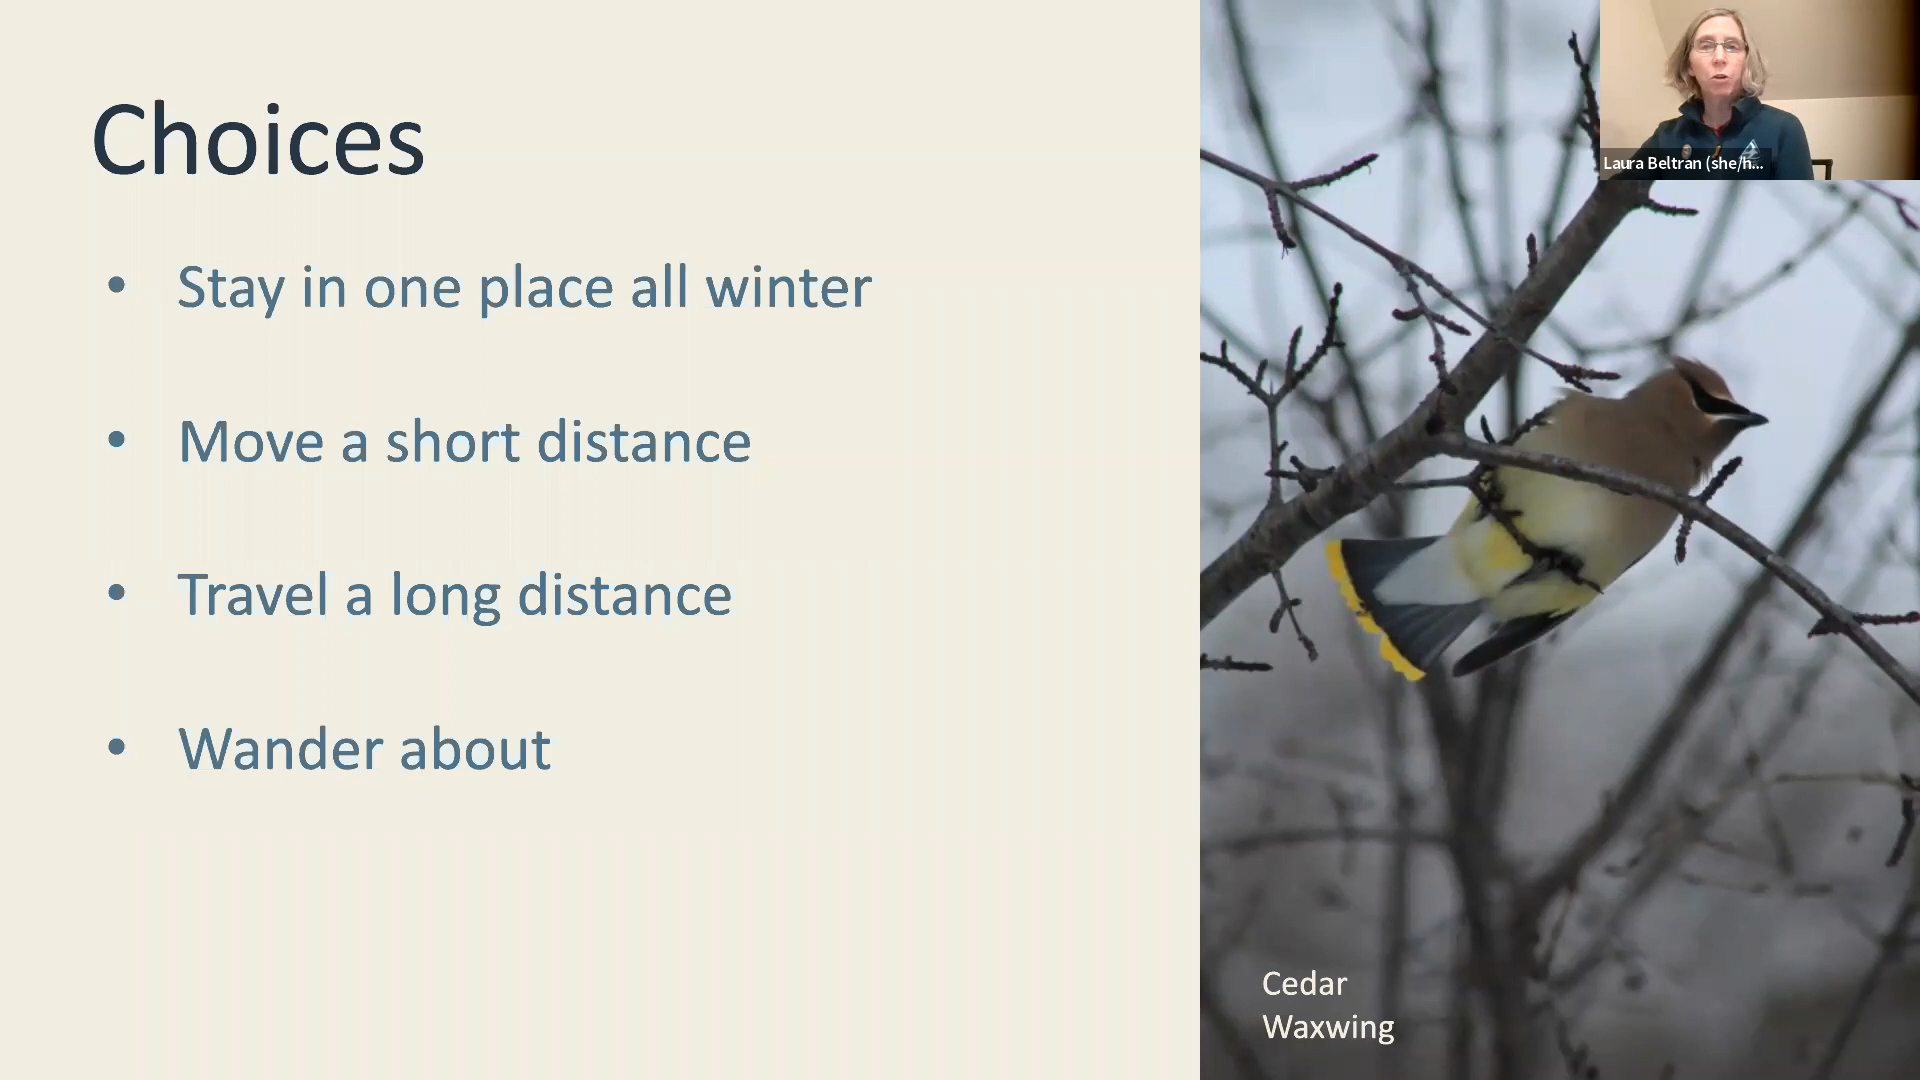 Choices
• Stay in one place all winter
• Move a short distance
• Travel a long distance
• Wander about
Laura Beltran (she/h...
Cedar
Waxwing